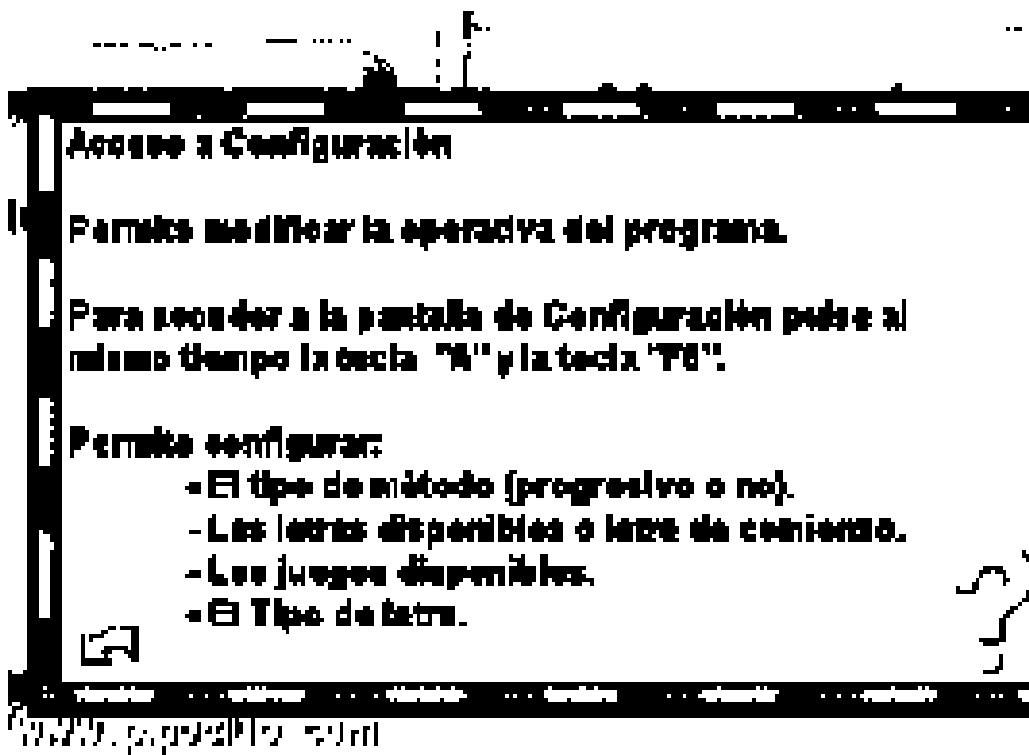 Acceso a Configuración
Permite modificar la operativa del programa.
Para acceder a la pantalla de Configuración pulse al
mismo tiempo la tecla "A" y la tecla "F6".
Permite configurar:
- El tipo de método (progresivo o no).
- Las letras disponibles o letra de comienzo.
- Los juegos disponibles.
- El Tipo de letra.